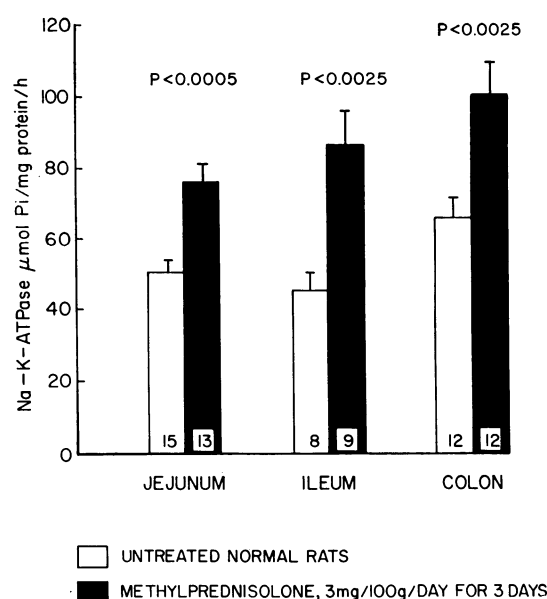 Na-K-ATPase µmol Pi/mg protein/h
120
100
80
60
40
20
0
P<0.0005
P<0.0025
P<0.0025
15
13
8
9
12
12
JEJUNUM
ILEUM
COLON
UNTREATED NORMAL RATS
METHYLPREDNISOLONE, 3mg/100g/DAY FOR 3 DAYS